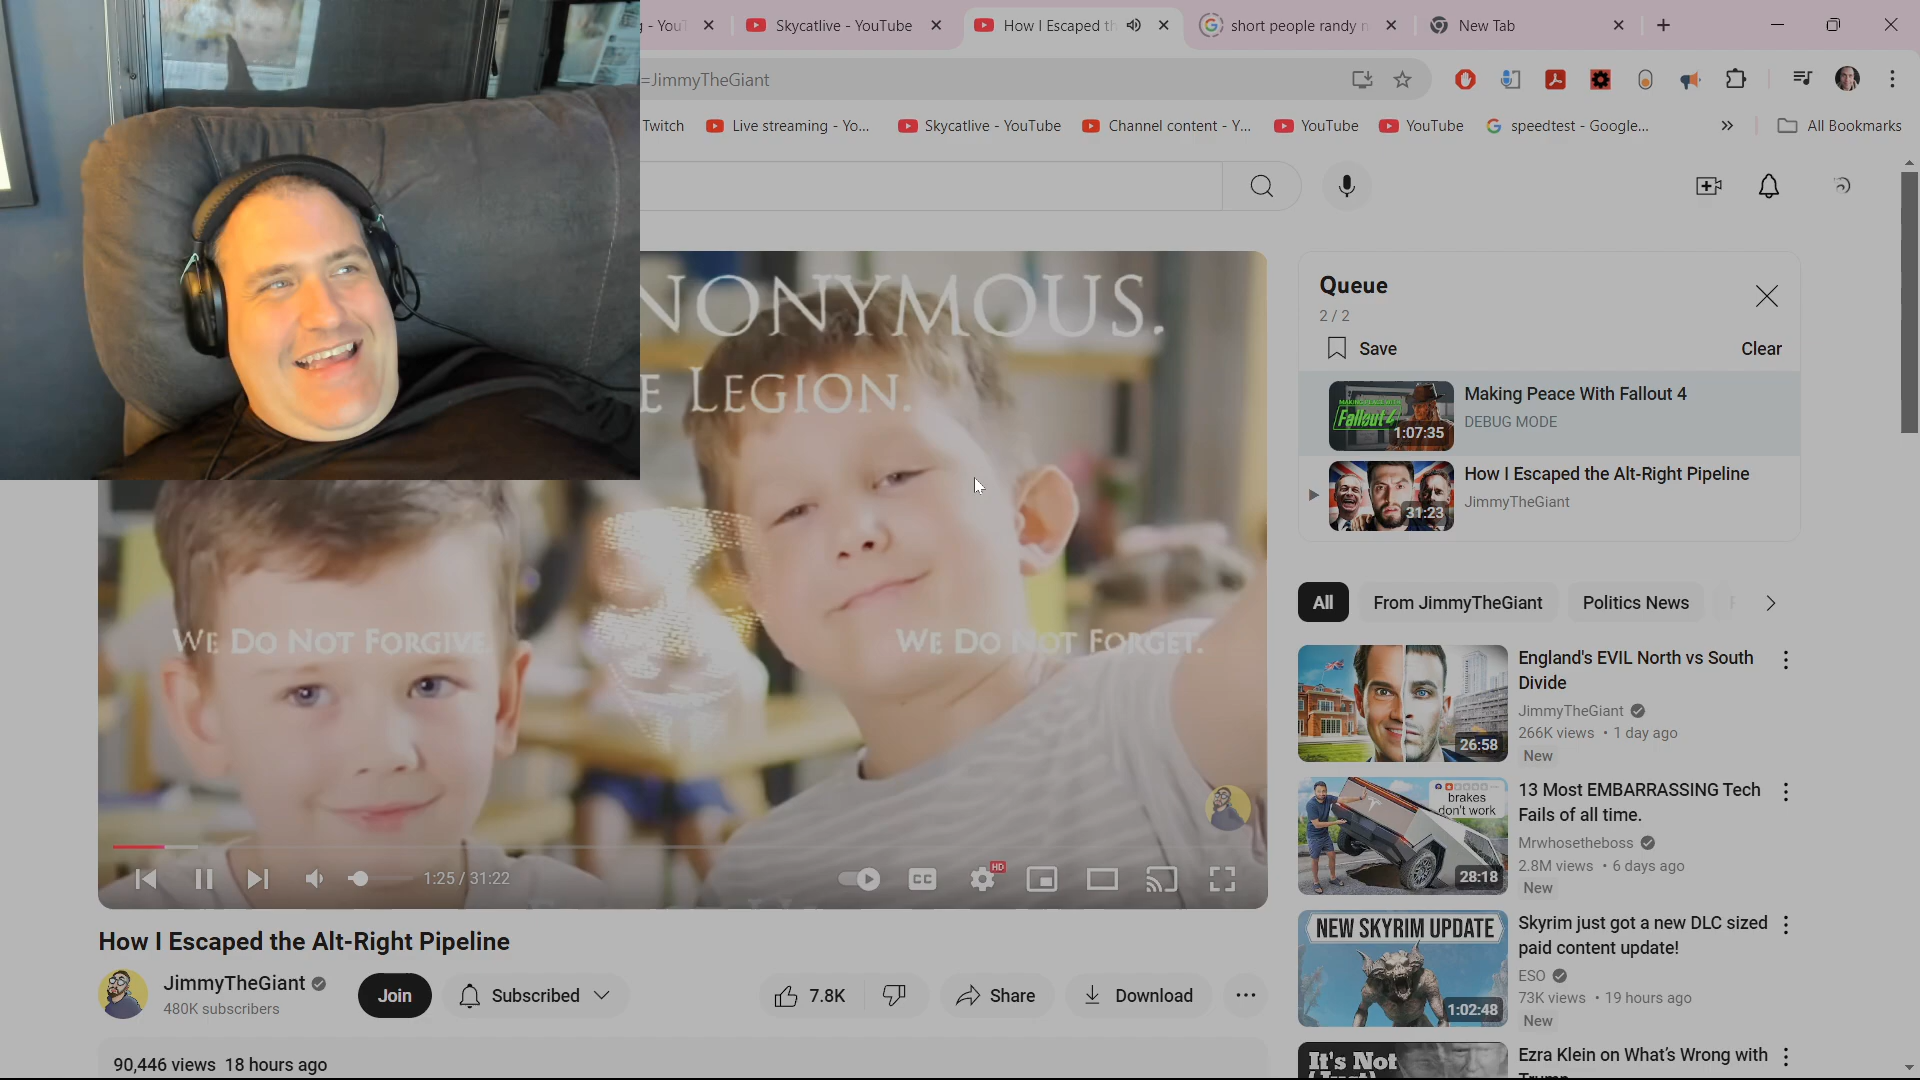 Skycatlive - YouTube
How I Escaped th
short people randy n
New Tab
=JimmyTheGiant
Twitch
Live streaming - Yo...
Skycatlive - YouTube
Channel content - Y...
YouTube
YouTube
speedtest - Google...
»
All Bookmarks
NONYMOUS.
E LEGION.
WE DO NOT FORGIVE.
WE DO NOT FORGET.
1:25 / 31:22
CC
HD
How I Escaped the Alt-Right Pipeline
JimmyTheGiant
480K subscribers
Join
Subscribed
7.8K
Share
Download
90,446 views 18 hours ago
Queue
2 / 2
Save
Clear
MAKING PEACE WITH
Fallout 4
1:07:35
Making Peace With Fallout 4
DEBUG MODE
31:23
How I Escaped the Alt-Right Pipeline
JimmyTheGiant
All
From JimmyTheGiant
Politics News
26:58
England's EVIL North vs South
Divide
JimmyTheGiant
266K views • 1 day ago
New
brakes
don't work
28:18
13 Most EMBARRASSING Tech
Fails of all time.
Mrwhosetheboss
2.8M views • 6 days ago
New
NEW SKYRIM UPDATE
1:02:48
Skyrim just got a new DLC sized
paid content update!
ESO
73K views • 19 hours ago
New
It's Not
(Just)
Ezra Klein on What's Wrong with